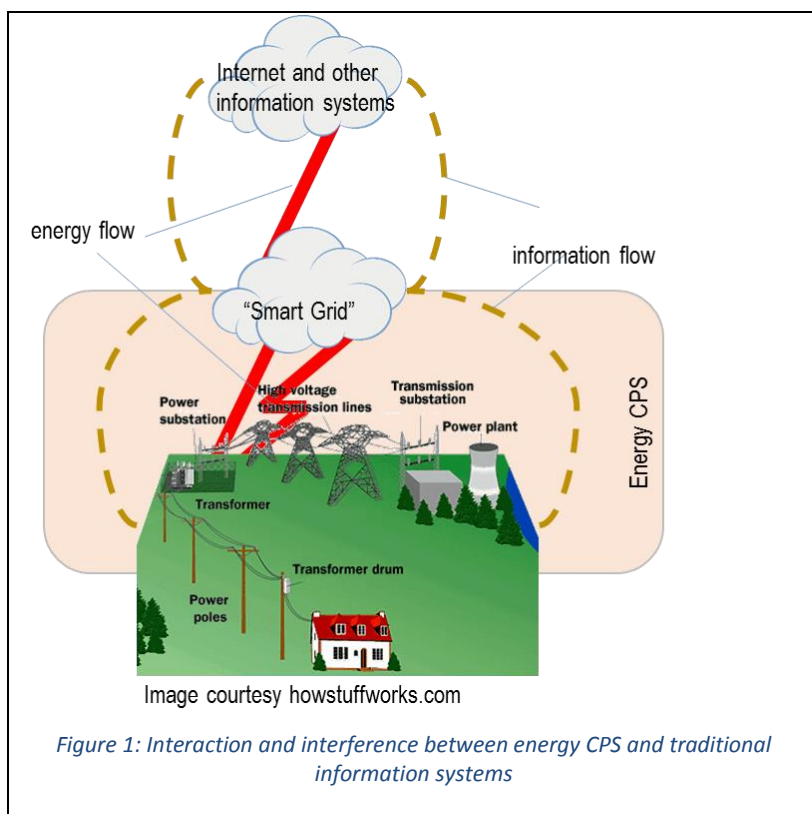 Internet and other
information systems
energy flow
information flow
“Smart Grid”
Energy CPS
High voltage
transmission lines
Transmission
substation
Power
substation
Power plant
Transformer
Transformer drum
Power
poles
Image courtesy howstuffworks.com
Figure 1: Interaction and interference between energy CPS and traditional
information systems